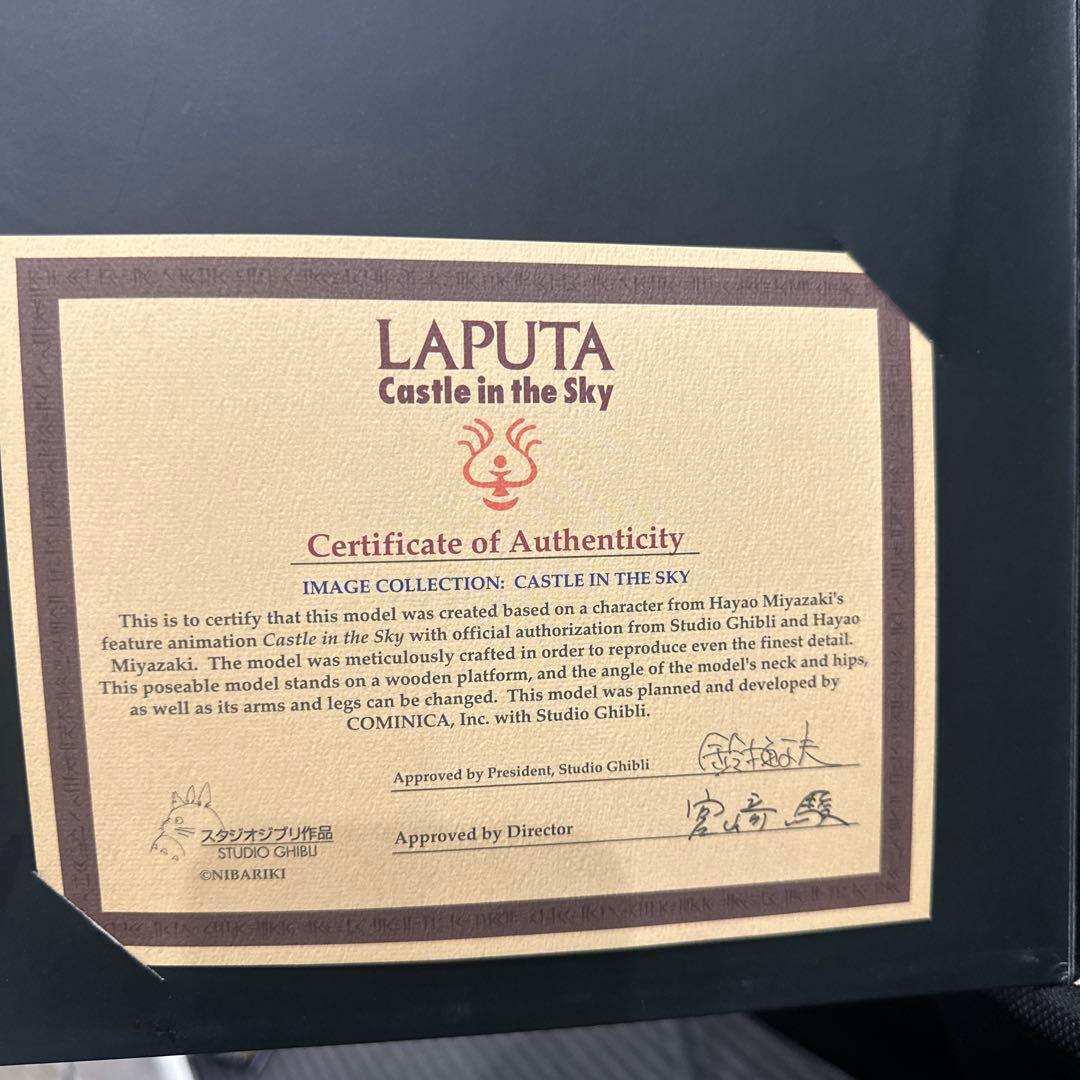 LAPUTA
Castle in the Sky
Certificate of Authenticity
IMAGE COLLECTION: CASTLE IN THE SKY
This is to certify that this model was created based on a character from Hayao Miyazaki's
feature animation Castle in the Sky with official authorization from Studio Ghibli and Hayao
Miyazaki. The model was meticulously crafted in order to reproduce even the finest detail.
This poseable model stands on a wooden platform, and the angle of the model's neck and hips,
as well as its arms and legs can be changed. This model was planned and developed by
COMINICA, Inc. with Studio Ghibli.
Approved by President, Studio Ghibli 鈴木敏夫
Approved by Director 宮崎駿
スタジオジブリ作品
STUDIO GHIBLI
©NIBARIKI